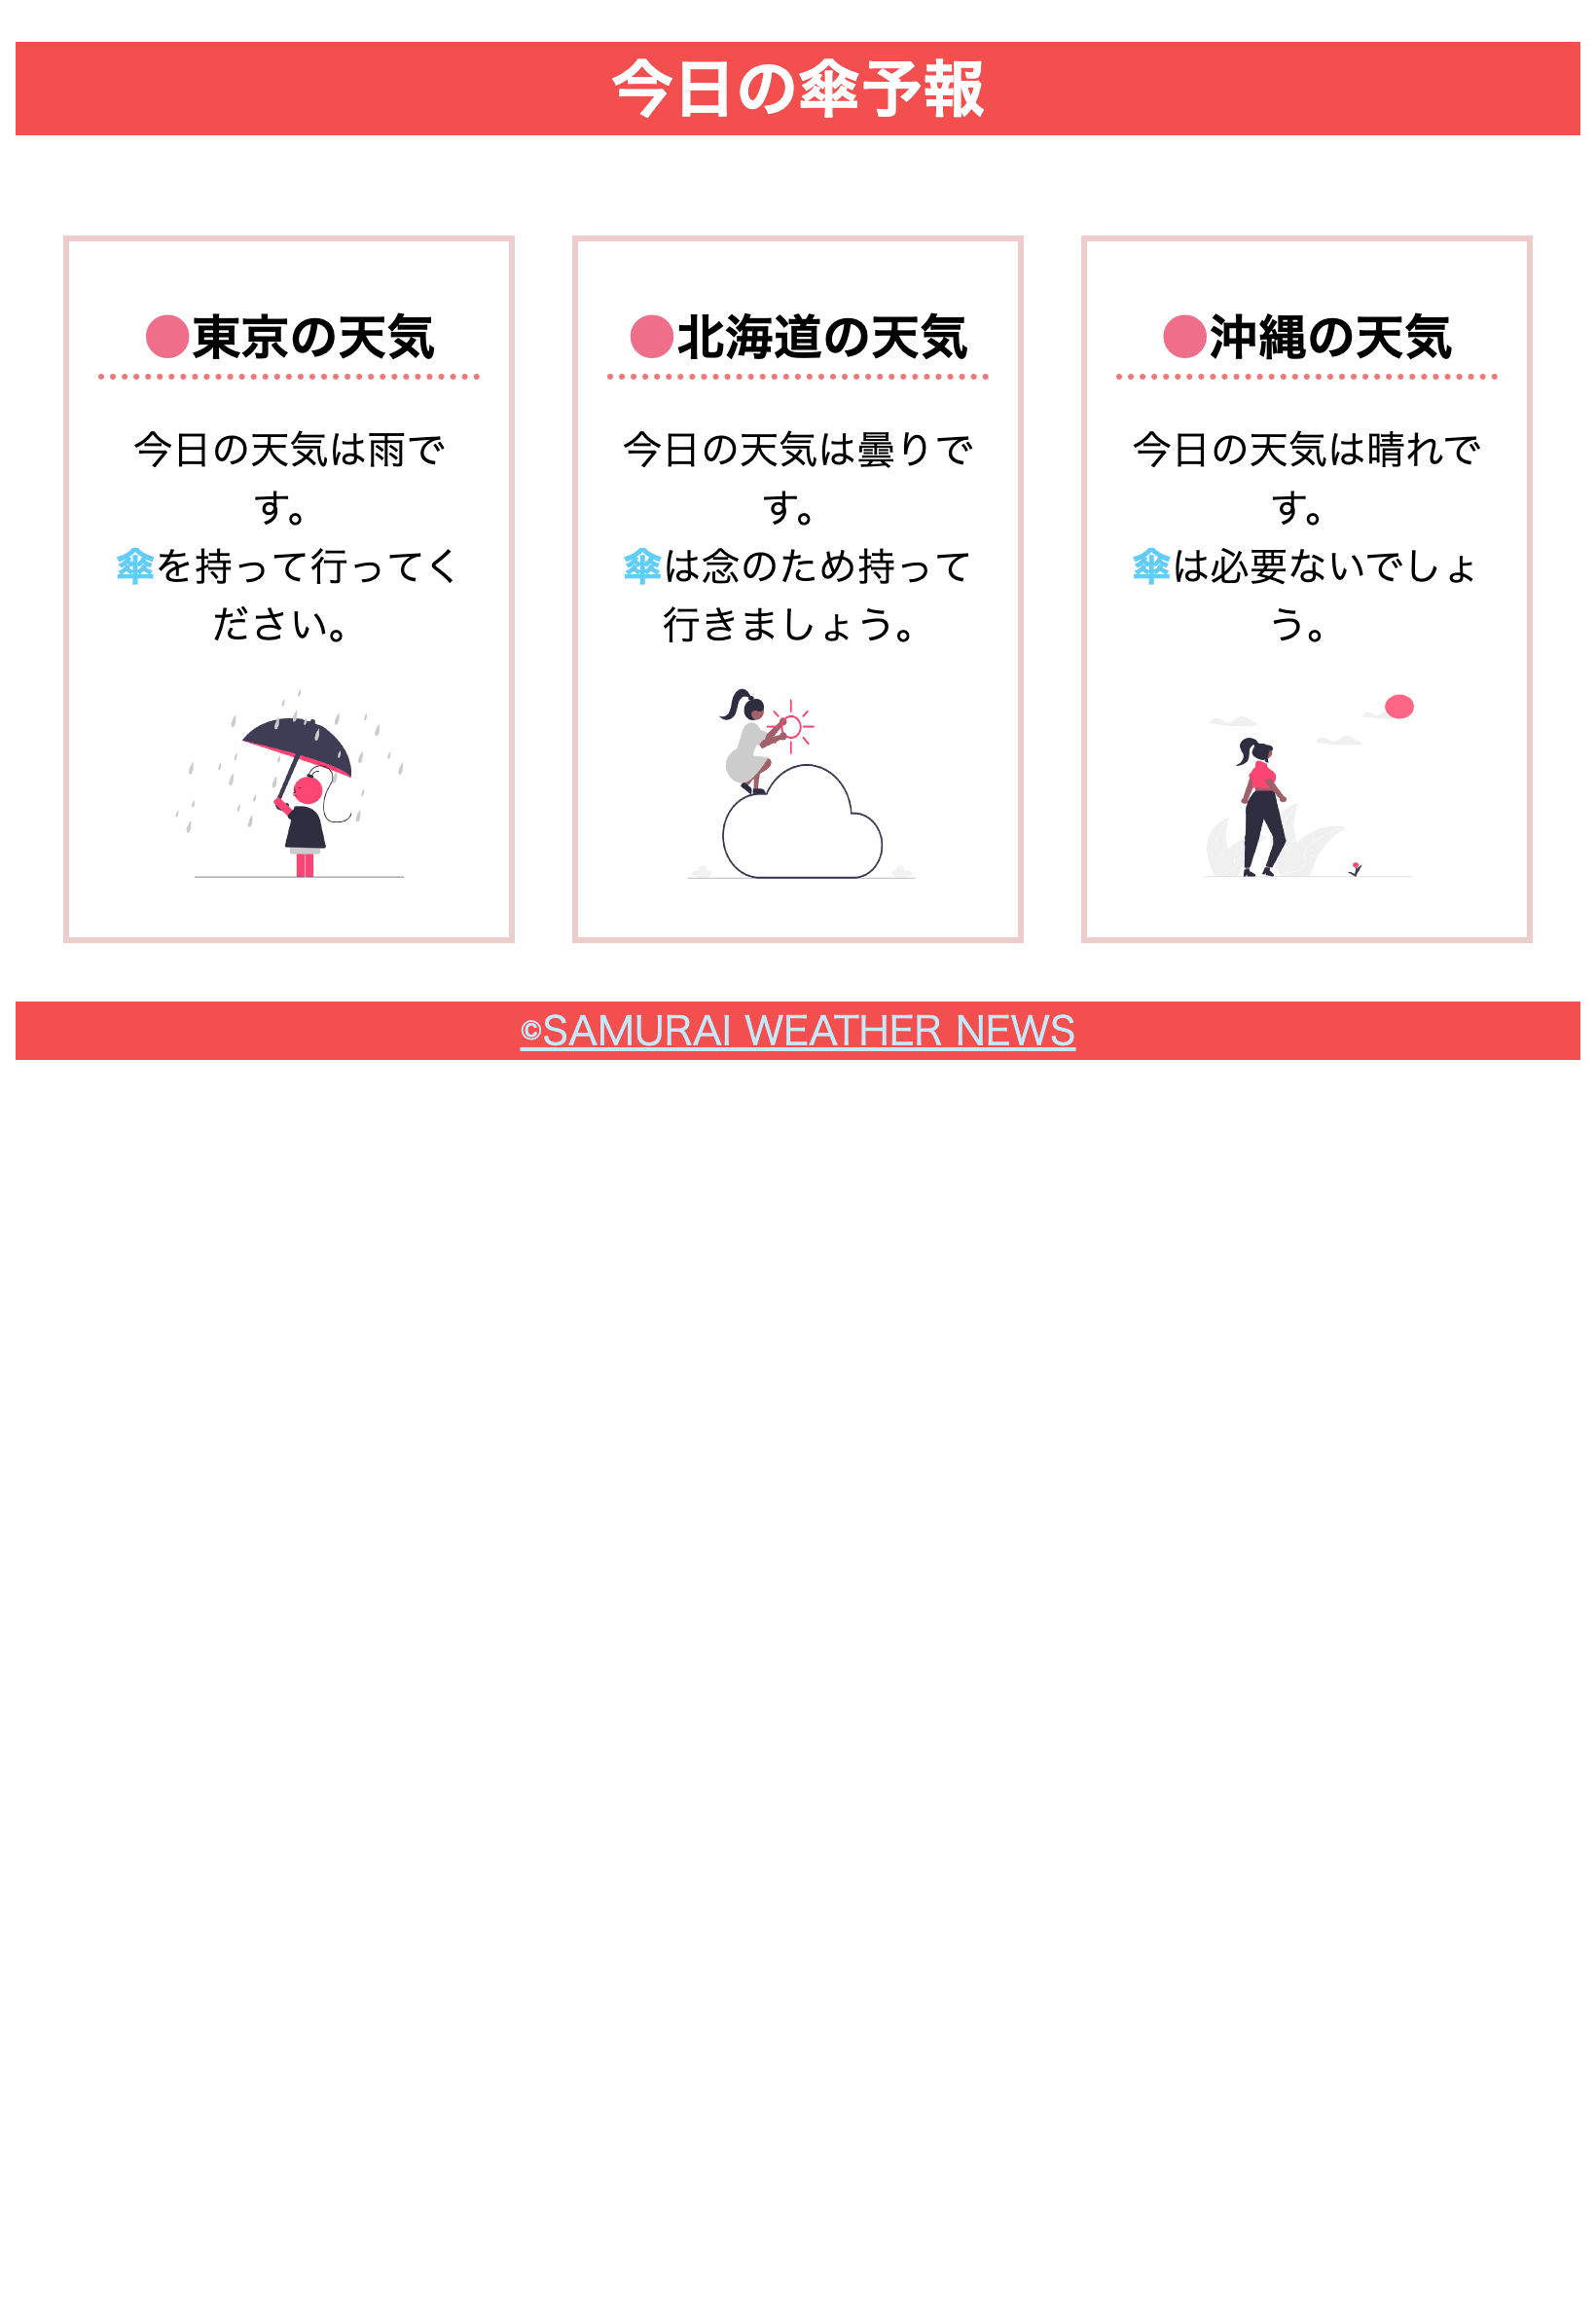 今日の傘予報
●東京の天気
今日の天気は雨で
す。
傘を持って行ってく
ださい。
●北海道の天気
今日の天気は曇りで
す。
傘は念のため持って
行きましょう。
●沖縄の天気
今日の天気は晴れで
す。
傘は必要ないでしょ
う。
©SAMURAI WEATHER NEWS